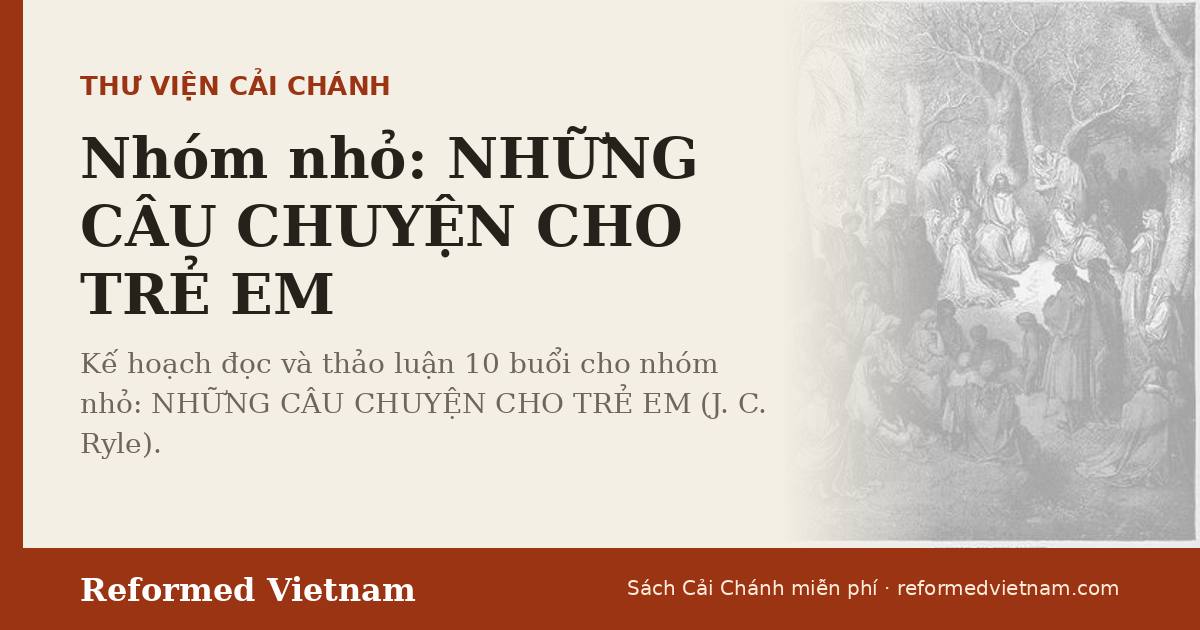 THƯ VIỆN CẢI CHÁNH
Nhóm nhỏ: NHỮNG
CÂU CHUYỆN CHO
TRẺ EM
Kế hoạch đọc và thảo luận 10 buổi cho nhóm
nhỏ: NHỮNG CÂU CHUYỆN CHO TRẺ EM (J. C.
Ryle).
Reformed Vietnam
Sách Cải Chánh miễn phí · reformedvietnam.com